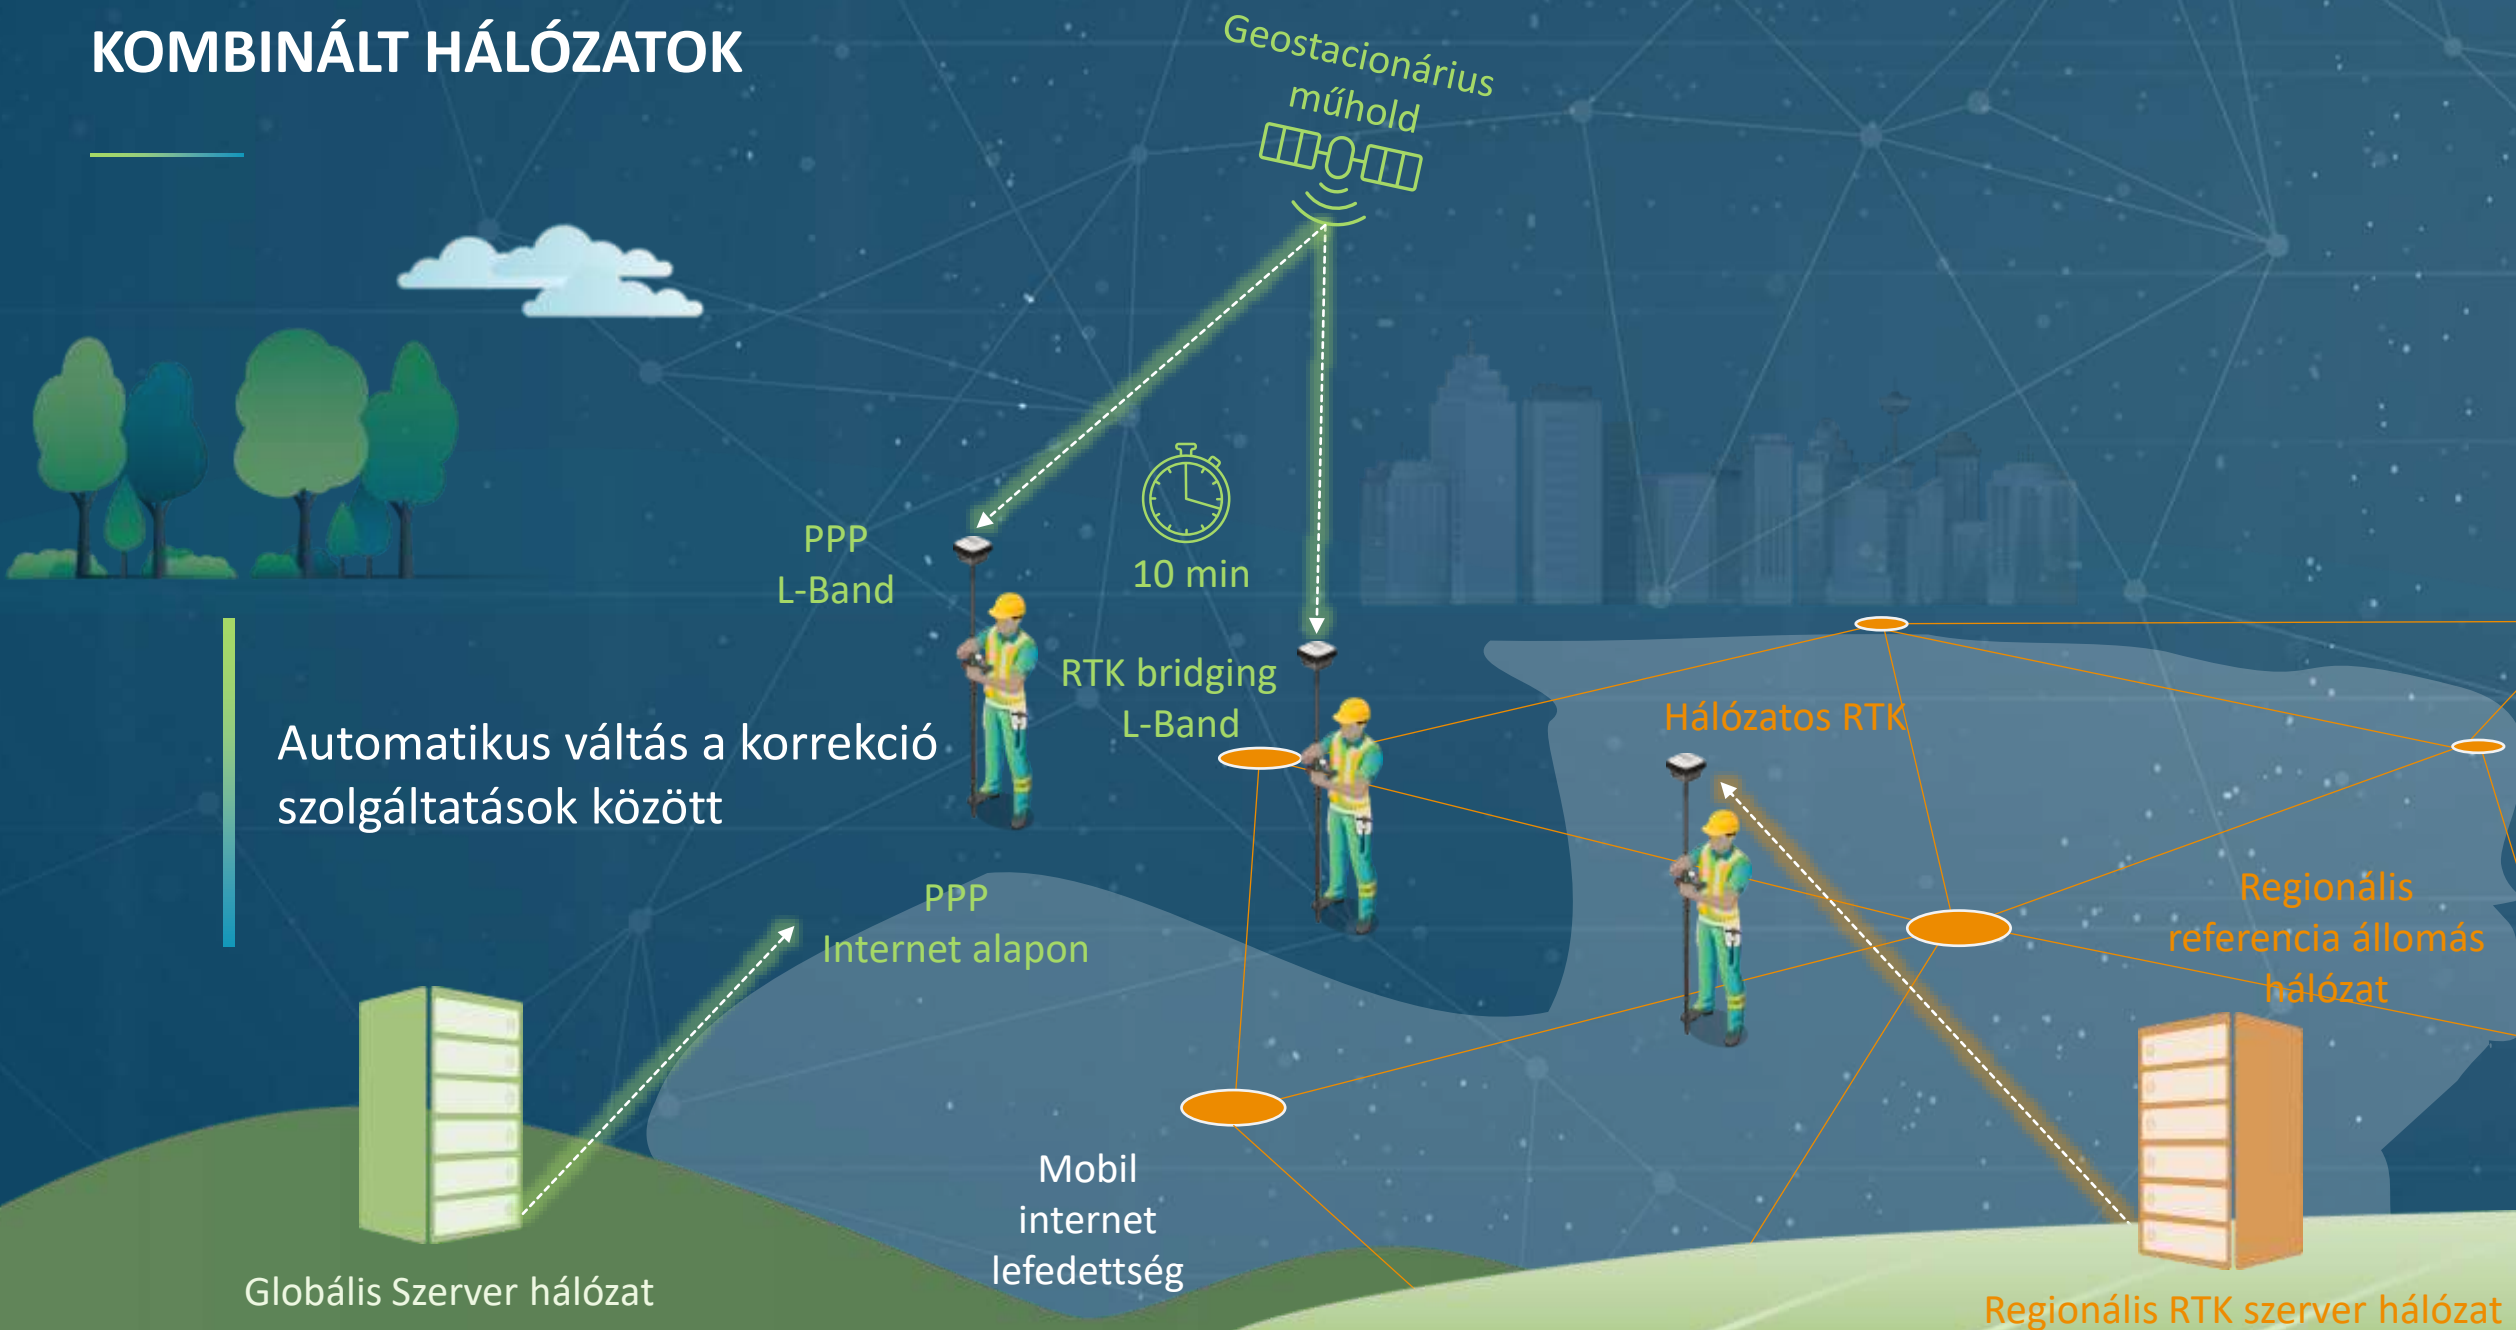 KOMBINÁLT HÁLÓZATOK
Geostacionárius
műhold
PPP
L-Band
10 min
RTK bridging
L-Band
Hálózatos RTK
Automatikus váltás a korrekció
szolgáltatások között
PPP
Internet alapon
Regionális
referencia állomás
hálózat
Mobil
internet
lefedettség
Globális Szerver hálózat
Regionális RTK szerver hálózat